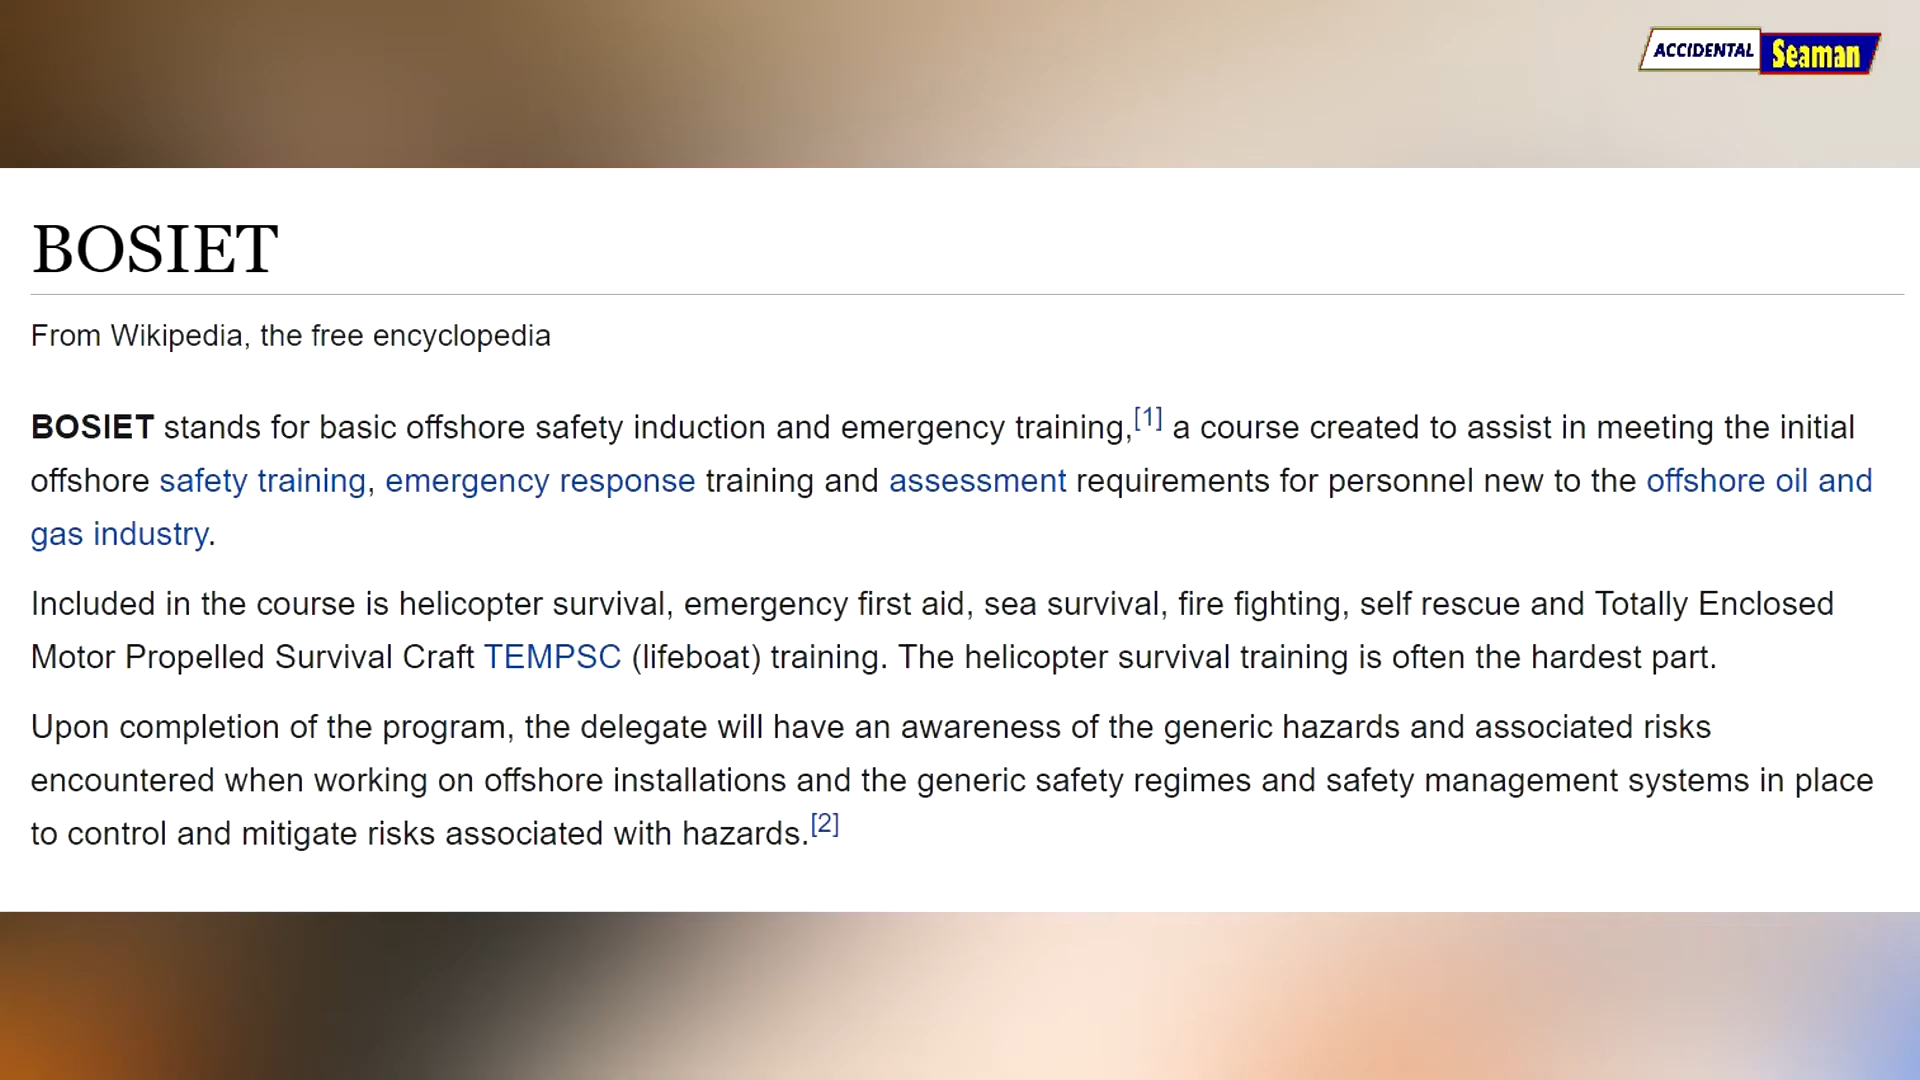 ACCIDENTAL Seaman
BOSIET
From Wikipedia, the free encyclopedia
BOSIET stands for basic offshore safety induction and emergency training,[1] a course created to assist in meeting the initial
offshore safety training, emergency response training and assessment requirements for personnel new to the offshore oil and
gas industry.
Included in the course is helicopter survival, emergency first aid, sea survival, fire fighting, self rescue and Totally Enclosed
Motor Propelled Survival Craft TEMPSC (lifeboat) training. The helicopter survival training is often the hardest part.
Upon completion of the program, the delegate will have an awareness of the generic hazards and associated risks
encountered when working on offshore installations and the generic safety regimes and safety management systems in place
to control and mitigate risks associated with hazards.[2]